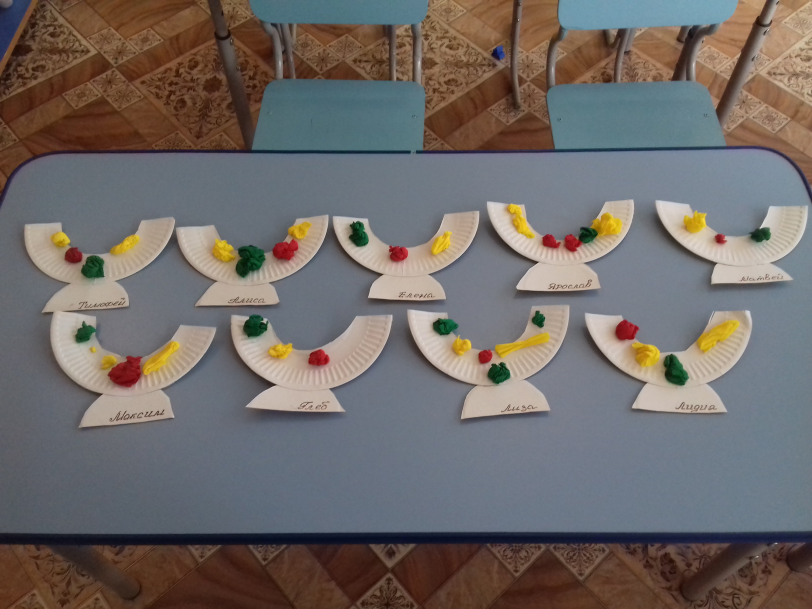 Тимофей
Алиса
Елена
Ярослав
Матвей
Максим
Глеб
Лиза
Лидия